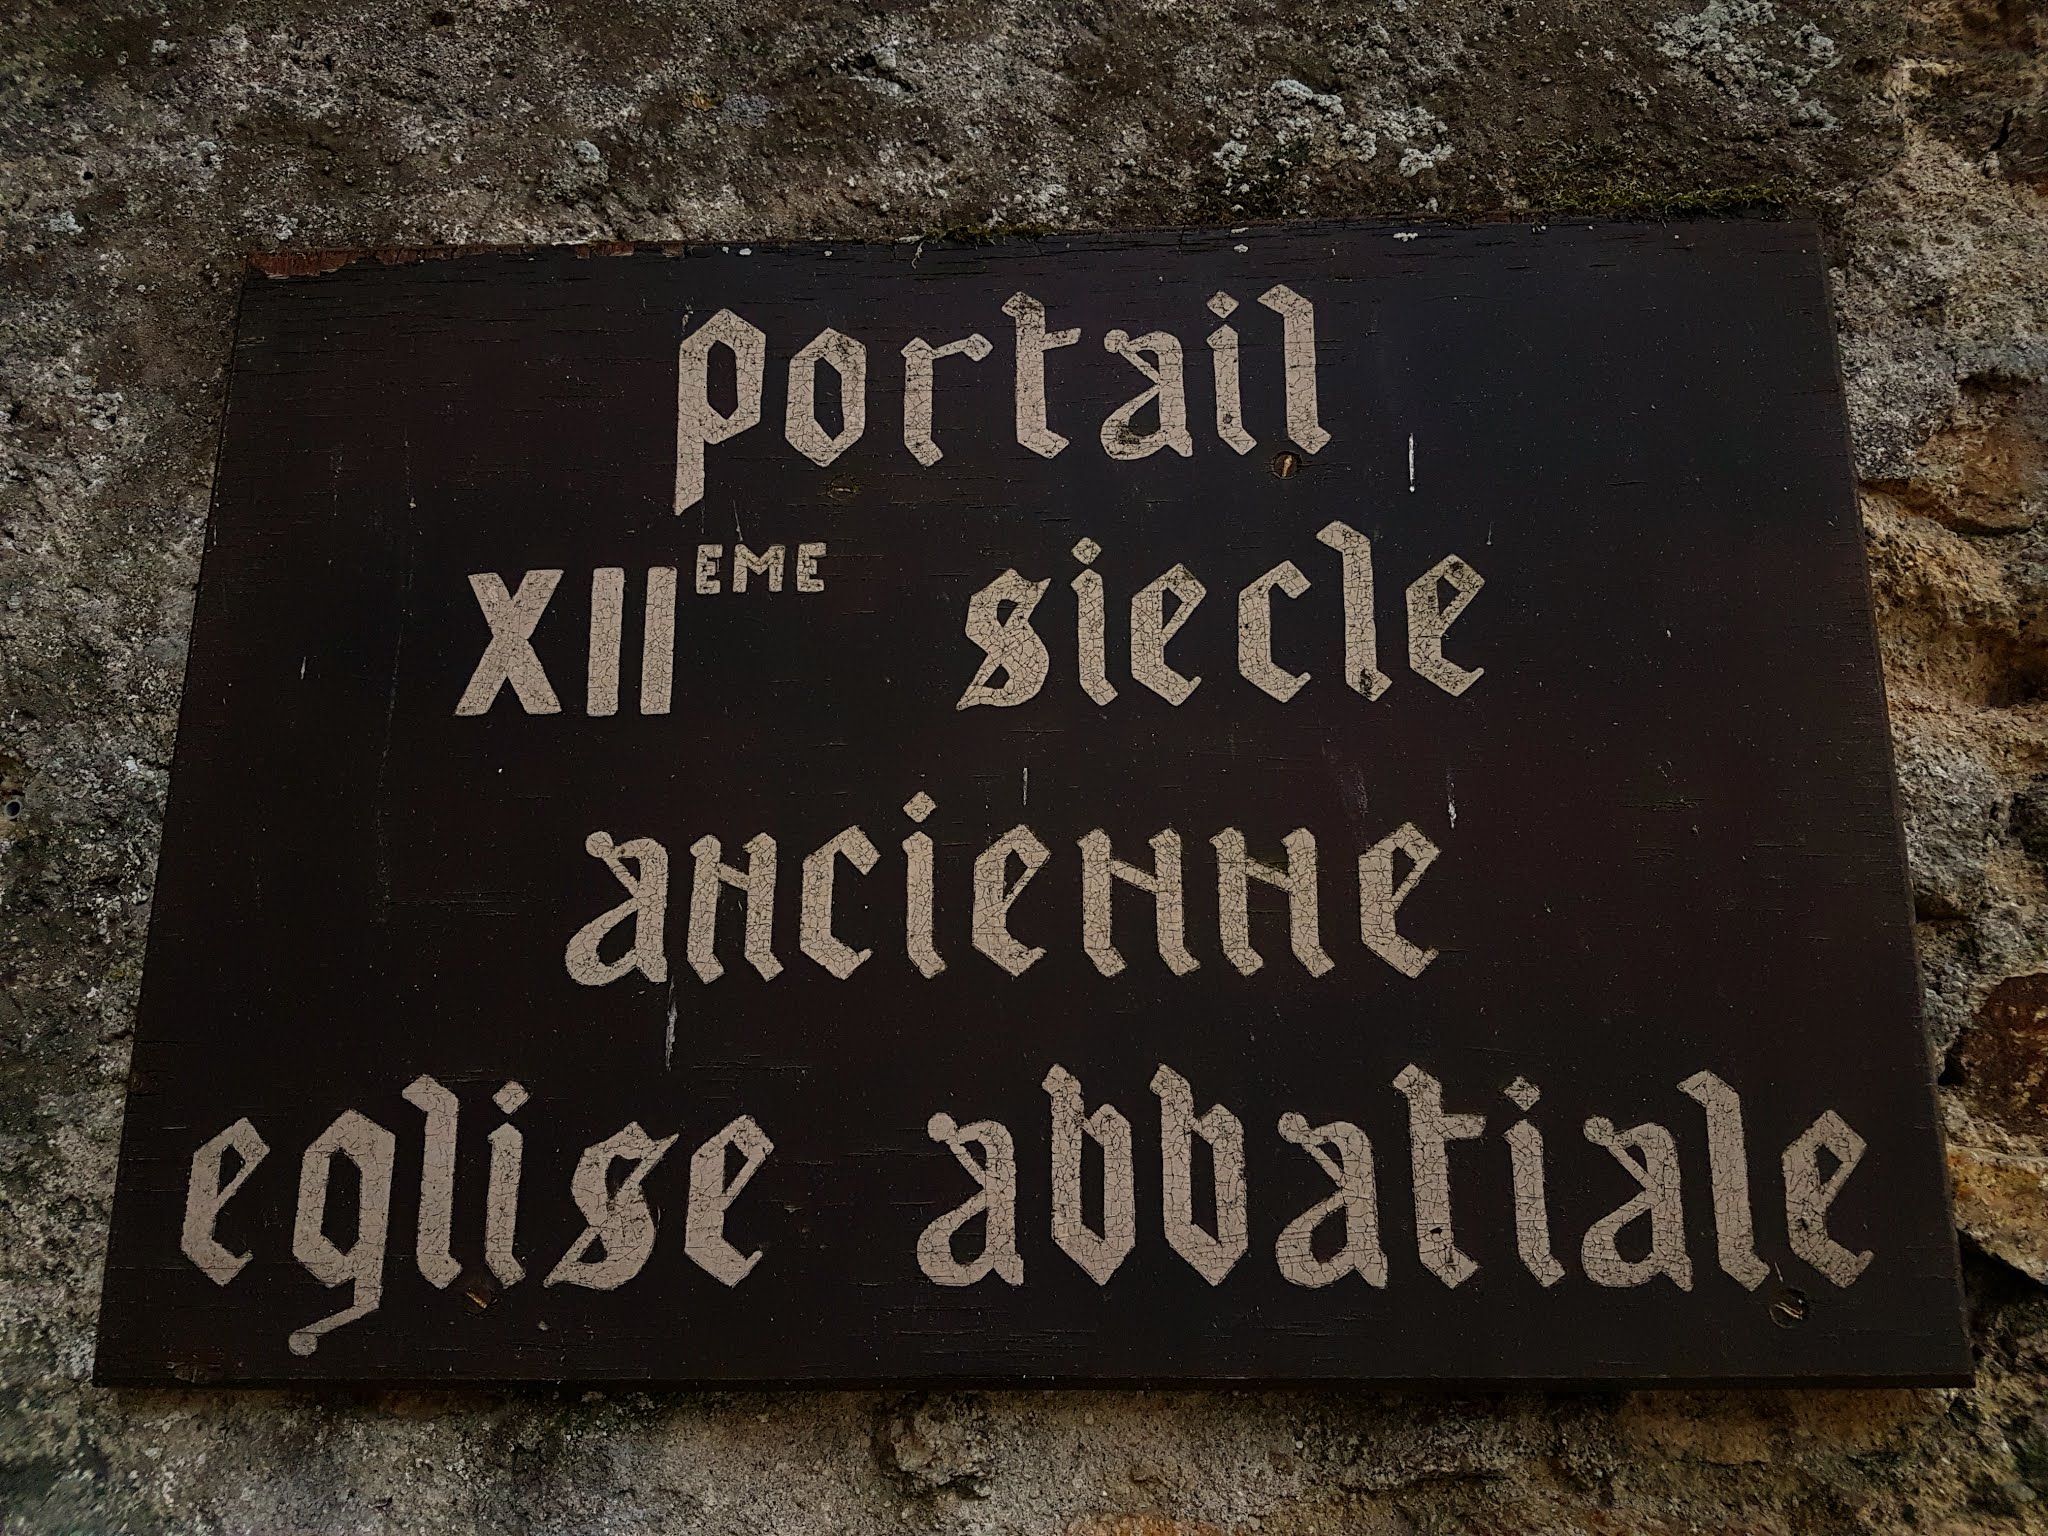 portail
XIIEME siecle
ancienne
eglise abbatiale